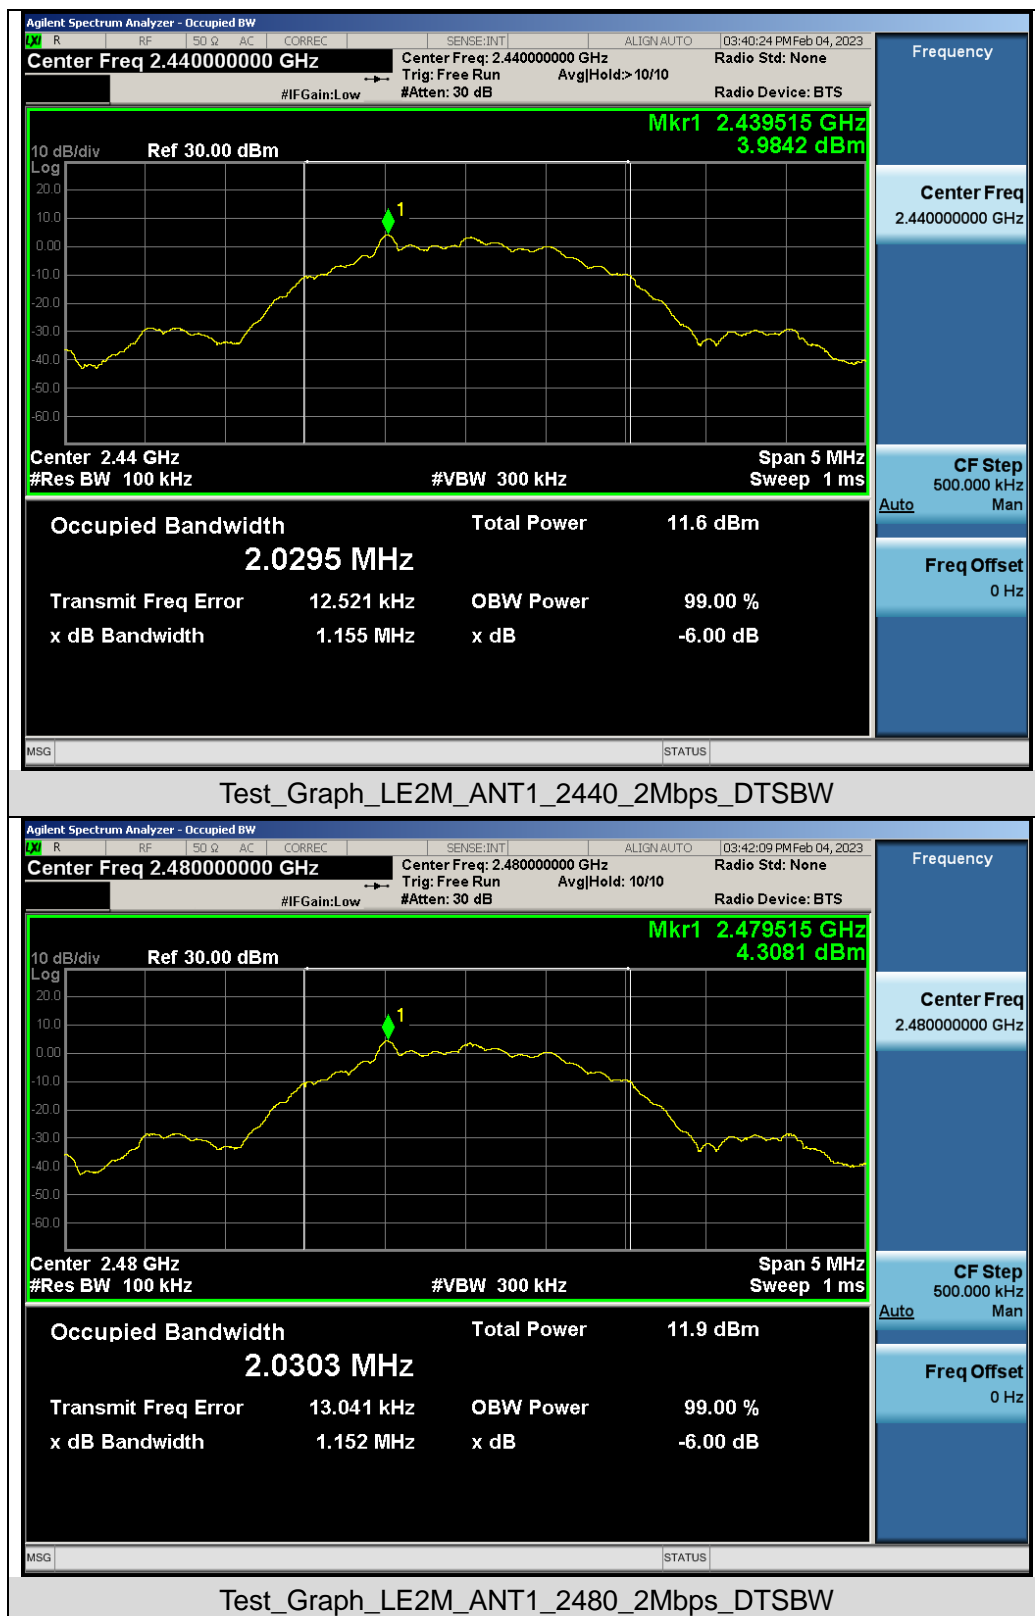 Agilent Spectrum Analyzer - Occupied BW
LXI R RF 50 Ω AC CORREC SENSE:INT ALIGN AUTO 03:40:24 PM Feb 04, 2023
Center Freq 2.440000000 GHz
Center Freq: 2.440000000 GHz Radio Std: None
Trig: Free Run Avg|Hold:> 10/10
#IFGain:Low #Atten: 30 dB Radio Device: BTS
Frequency
Mkr1 2.439515 GHz
3.9842 dBm
10 dB/div Ref 30.00 dBm
Log
20.0
10.0
0.00
-10.0
-20.0
-30.0
-40.0
-50.0
-60.0
1
Center 2.44 GHz Span 5 MHz
#Res BW 100 kHz #VBW 300 kHz Sweep 1 ms
Center Freq
2.440000000 GHz
CF Step
500.000 kHz
Auto Man
Freq Offset
0 Hz
Occupied Bandwidth Total Power 11.6 dBm
2.0295 MHz
Transmit Freq Error 12.521 kHz OBW Power 99.00 %
x dB Bandwidth 1.155 MHz x dB -6.00 dB
MSG STATUS
Test_Graph_LE2M_ANT1_2440_2Mbps_DTSBW
Agilent Spectrum Analyzer - Occupied BW
LXI R RF 50 Ω AC CORREC SENSE:INT ALIGN AUTO 03:42:09 PM Feb 04, 2023
Center Freq 2.480000000 GHz
Center Freq: 2.480000000 GHz Radio Std: None
Trig: Free Run Avg|Hold: 10/10
#IFGain:Low #Atten: 30 dB Radio Device: BTS
Frequency
Mkr1 2.479515 GHz
4.3081 dBm
10 dB/div Ref 30.00 dBm
Log
20.0
10.0
0.00
-10.0
-20.0
-30.0
-40.0
-50.0
-60.0
1
Center 2.48 GHz Span 5 MHz
#Res BW 100 kHz #VBW 300 kHz Sweep 1 ms
Center Freq
2.480000000 GHz
CF Step
500.000 kHz
Auto Man
Freq Offset
0 Hz
Occupied Bandwidth Total Power 11.9 dBm
2.0303 MHz
Transmit Freq Error 13.041 kHz OBW Power 99.00 %
x dB Bandwidth 1.152 MHz x dB -6.00 dB
MSG STATUS
Test_Graph_LE2M_ANT1_2480_2Mbps_DTSBW